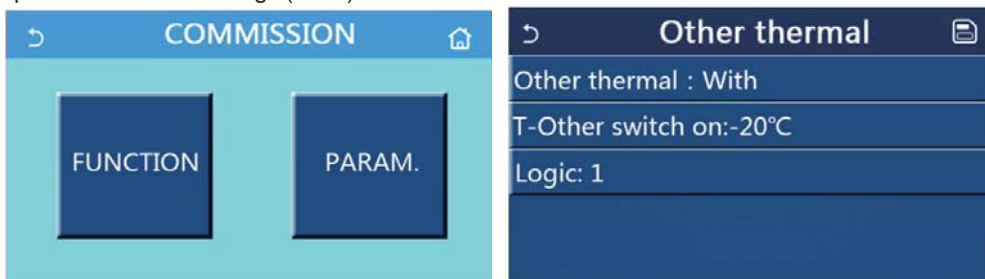 COMMISSION
FUNCTION
PARAM.
Other thermal
Other thermal : With
T-Other switch on:-20℃
Logic: 1